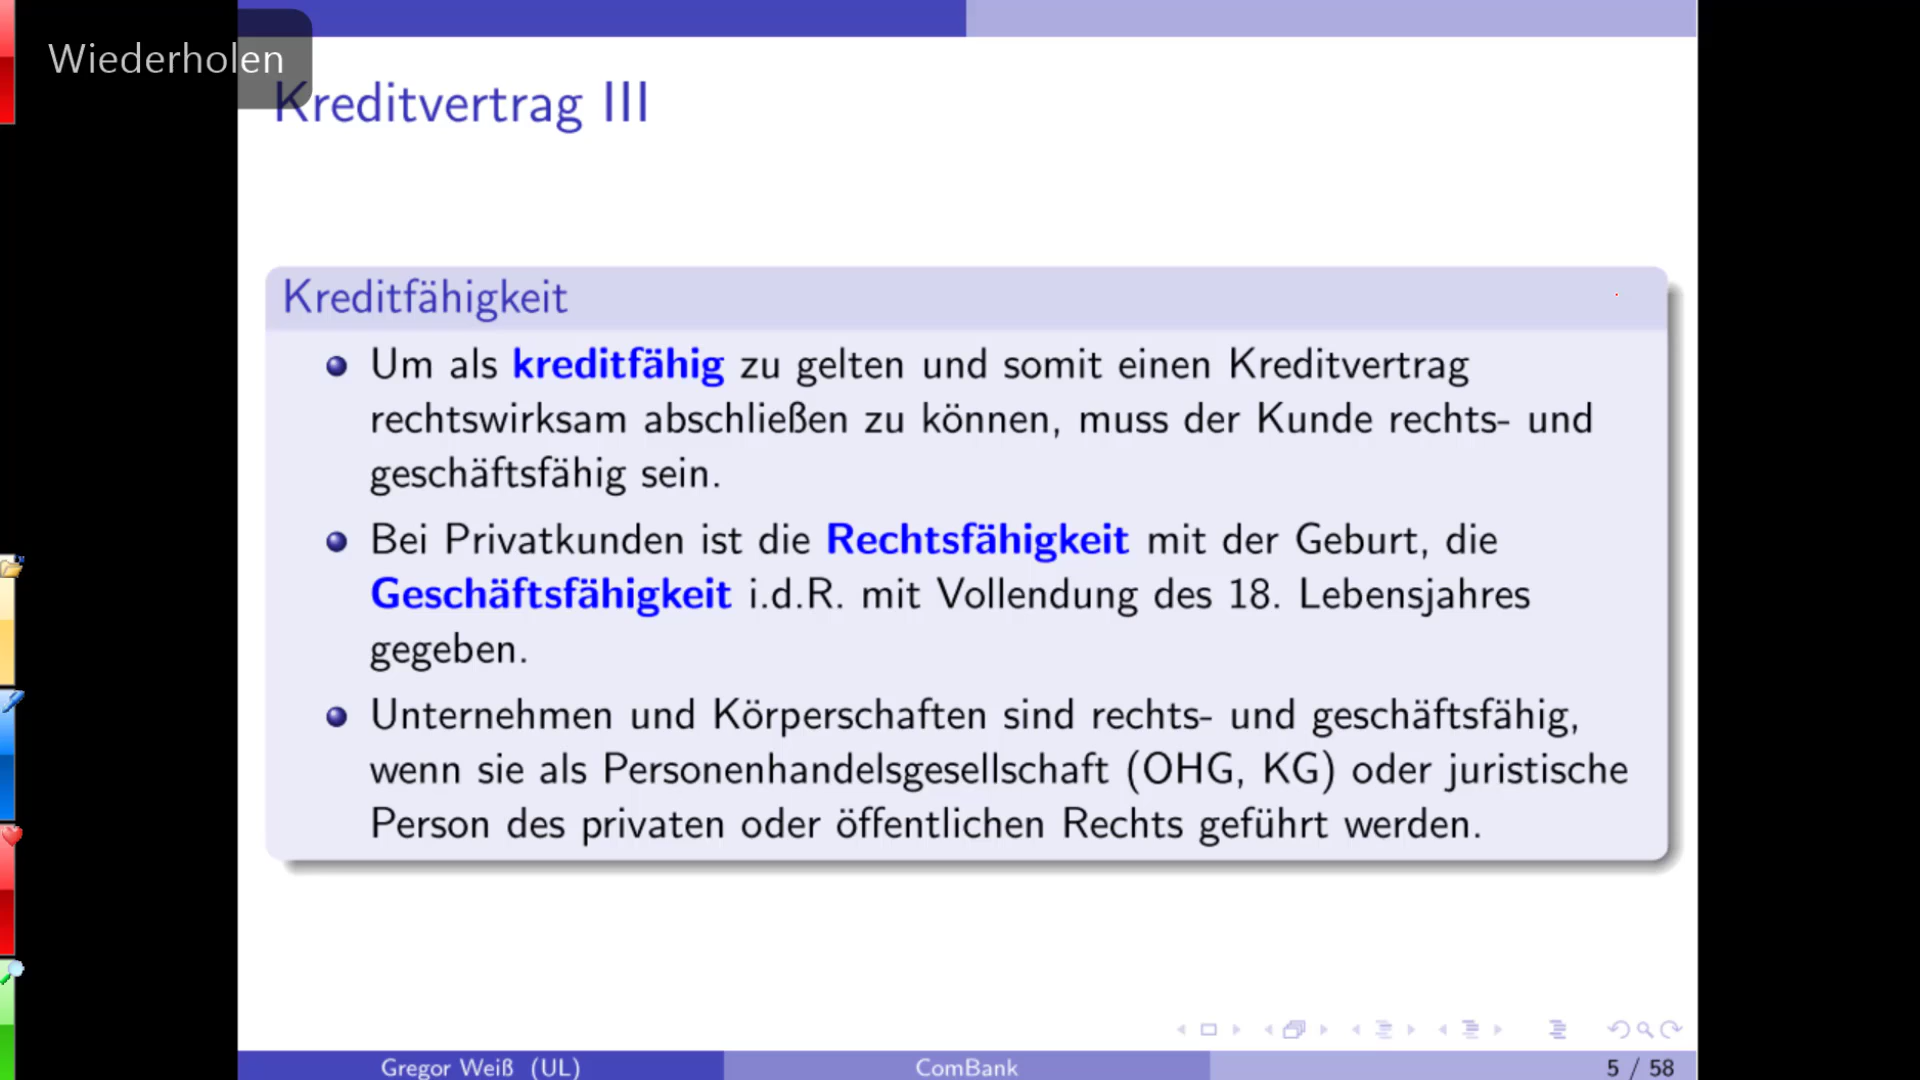 Wiederholen
Kreditvertrag III
Kreditfähigkeit
Um als kreditfähig zu gelten und somit einen Kreditvertrag
rechtswirksam abschließen zu können, muss der Kunde rechts- und
geschäftsfähig sein.
Bei Privatkunden ist die Rechtsfähigkeit mit der Geburt, die
Geschäftsfähigkeit i.d.R. mit Vollendung des 18. Lebensjahres
gegeben.
Unternehmen und Körperschaften sind rechts- und geschäftsfähig,
wenn sie als Personenhandelsgesellschaft (OHG, KG) oder juristische
Person des privaten oder öffentlichen Rechts geführt werden.
Gregor Weiß (UL) ComBank 5 / 58